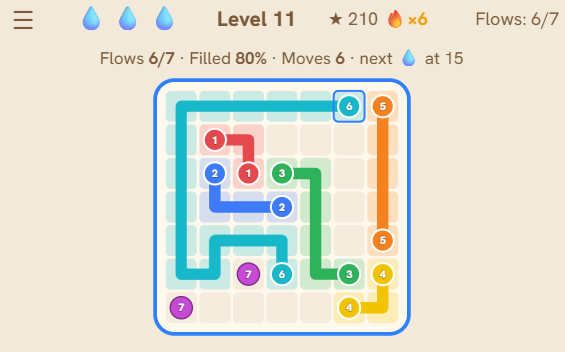 Level 11 ★ 210 🔥 ×6 Flows: 6/7
Flows 6/7 · Filled 80% · Moves 6 · next 💧 at 15
6 5
1
2 1 3
2
5
7 6 3 4
7 4